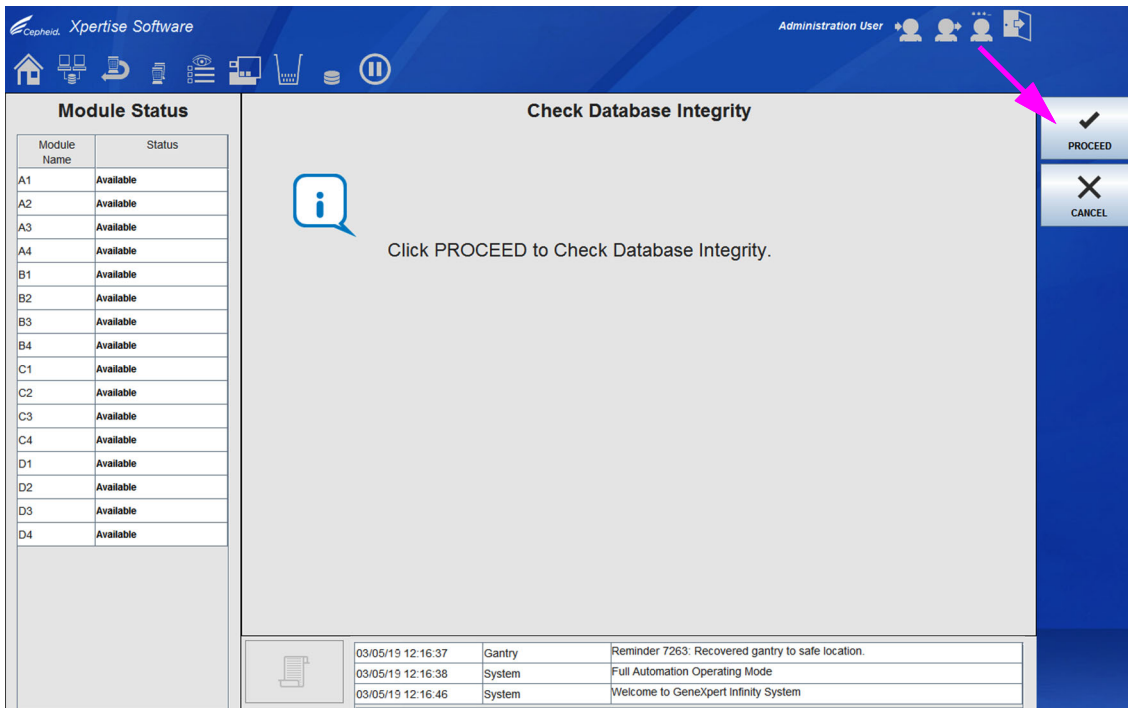 Cepheid. Xpertise Software
Administration User
Module Status
Check Database Integrity
Module Name Status
A1 Available
A2 Available
A3 Available
A4 Available
B1 Available
B2 Available
B3 Available
B4 Available
C1 Available
C2 Available
C3 Available
C4 Available
D1 Available
D2 Available
D3 Available
D4 Available
i
Click PROCEED to Check Database Integrity.
PROCEED
CANCEL
03/05/19 12:16:37 Gantry Reminder 7263: Recovered gantry to safe location.
03/05/19 12:16:38 System Full Automation Operating Mode
03/05/19 12:16:46 System Welcome to GeneXpert Infinity System